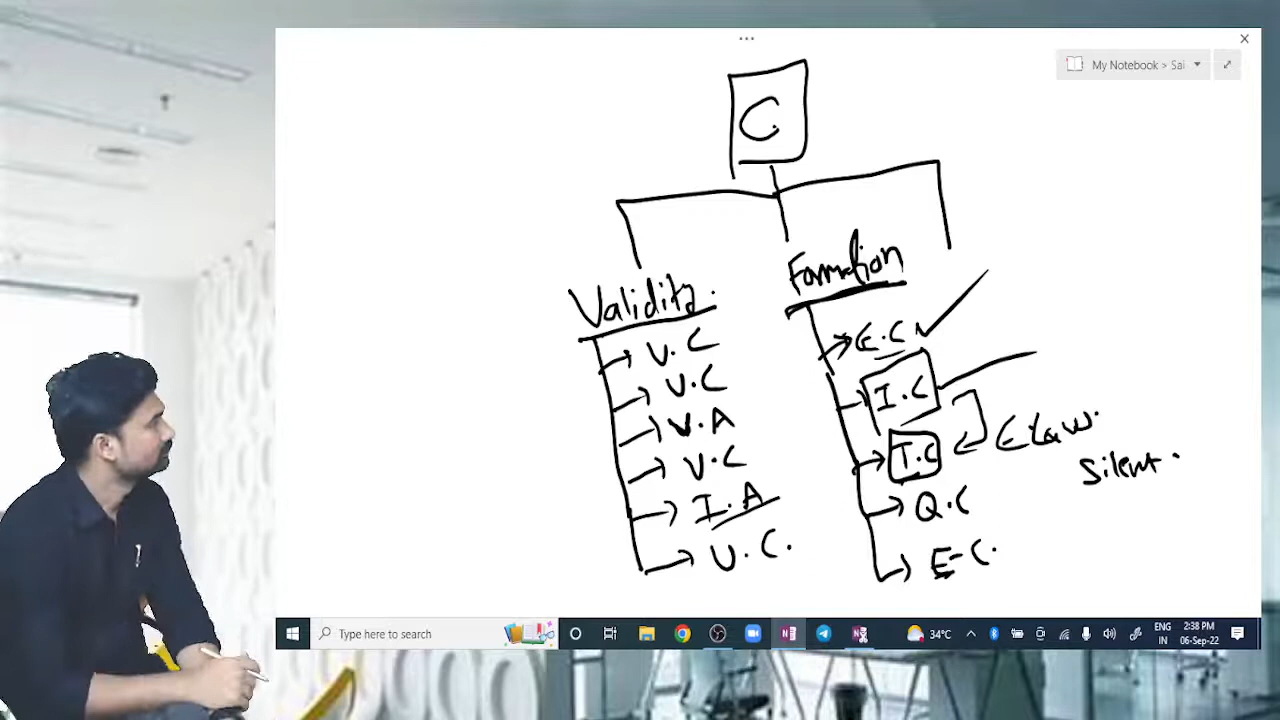 My Notebook > Sai
C
Validity.
V.C
V.C
V.A
V.C
I.A
U.C.
Formation
E.C
I.C
I.C
Q.C
E-C.
E law.
Silent.
Type here to search
34°C
ENG
IN
2:38 PM
06-Sep-22